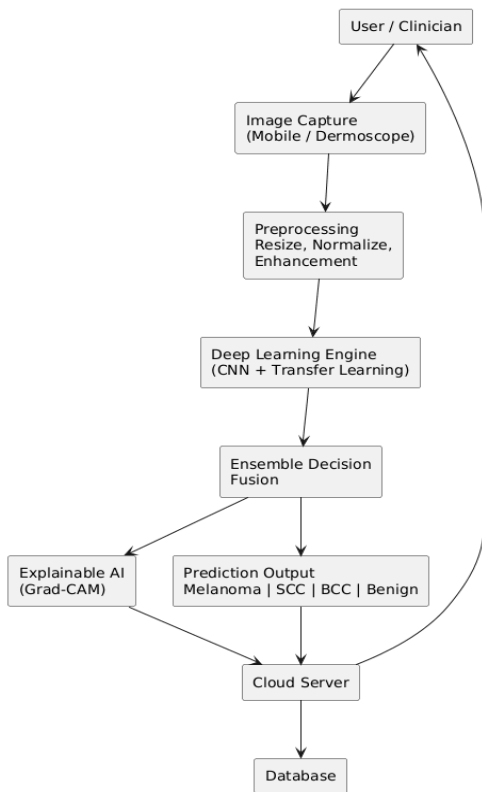 User / Clinician
Image Capture
(Mobile / Dermoscope)
Preprocessing
Resize, Normalize,
Enhancement
Deep Learning Engine
(CNN + Transfer Learning)
Ensemble Decision
Fusion
Explainable AI
(Grad-CAM)
Prediction Output
Melanoma | SCC | BCC | Benign
Cloud Server
Database